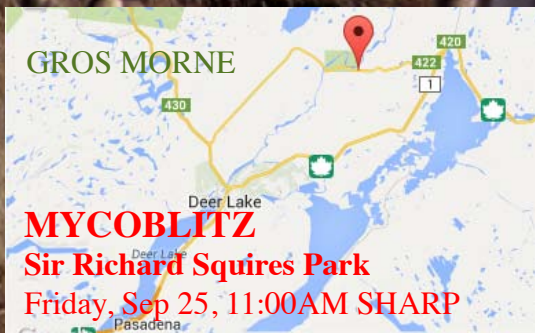 GROS MORNE
420
422
1
430
Deer Lake
MYCOBLITZ
Deer Lake
Sir Richard Squires Park
Friday, Sep 25, 11:00AM SHARP
Pasadena